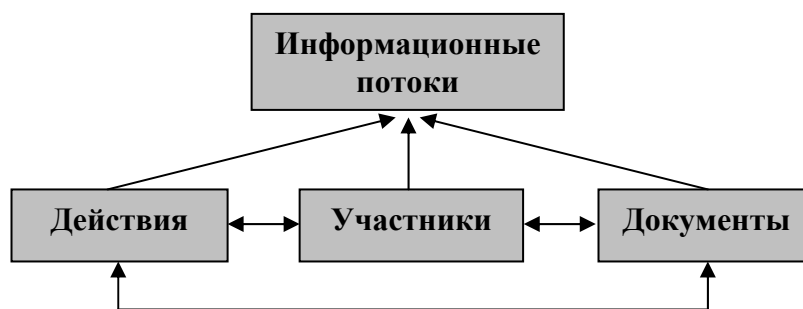 Информационные
потоки
Действия
Участники
Документы